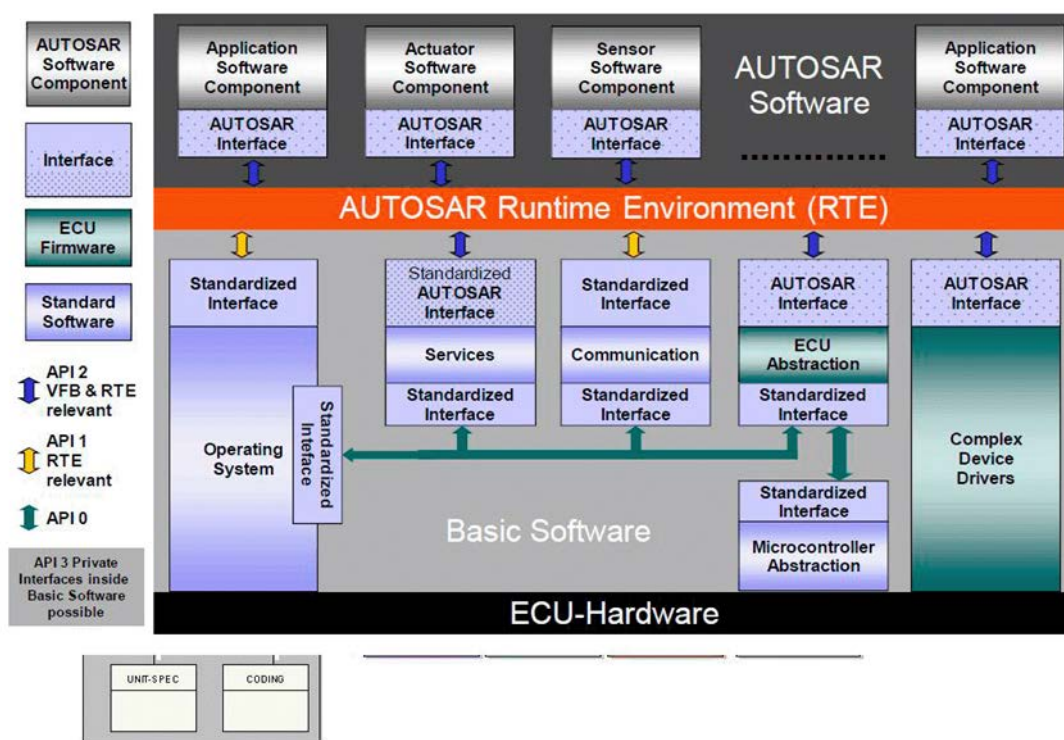 AUTOSAR
Software
Component
Interface
ECU
Firmware
Standard
Software
API 2
VFB & RTE
relevant
API 1
RTE
relevant
API 0
API 3 Private
Interfaces inside
Basic Software
possible
Application
Software
Component
AUTOSAR
Interface
Actuator
Software
Component
AUTOSAR
Interface
Sensor
Software
Component
AUTOSAR
Interface
AUTOSAR
Software
Application
Software
Component
AUTOSAR
Interface
AUTOSAR Runtime Environment (RTE)
Standardized
Interface
Operating
System
Standardized
Inteface
Standardized
AUTOSAR
Interface
Services
Standardized
Interface
Standardized
Interface
Communication
Standardized
Interface
AUTOSAR
Interface
ECU
Abstraction
Standardized
Interface
Standardized
Interface
Microcontroller
Abstraction
AUTOSAR
Interface
Complex
Device
Drivers
Basic Software
ECU-Hardware
UNIT-SPEC
CODING